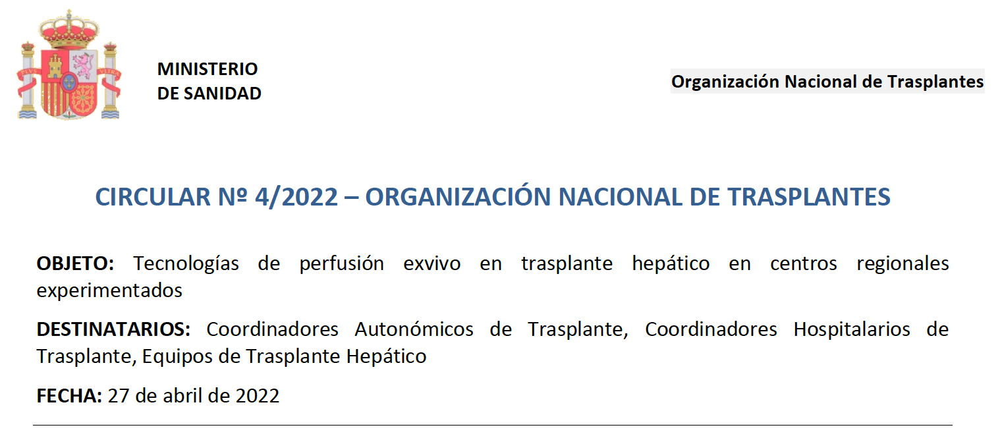 PLVS VLTRA
MINISTERIO
DE SANIDAD
Organización Nacional de Trasplantes
CIRCULAR Nº 4/2022 – ORGANIZACIÓN NACIONAL DE TRASPLANTES
OBJETO: Tecnologías de perfusión exvivo en trasplante hepático en centros regionales
experimentados
DESTINATARIOS: Coordinadores Autonómicos de Trasplante, Coordinadores Hospitalarios de
Trasplante, Equipos de Trasplante Hepático
FECHA: 27 de abril de 2022